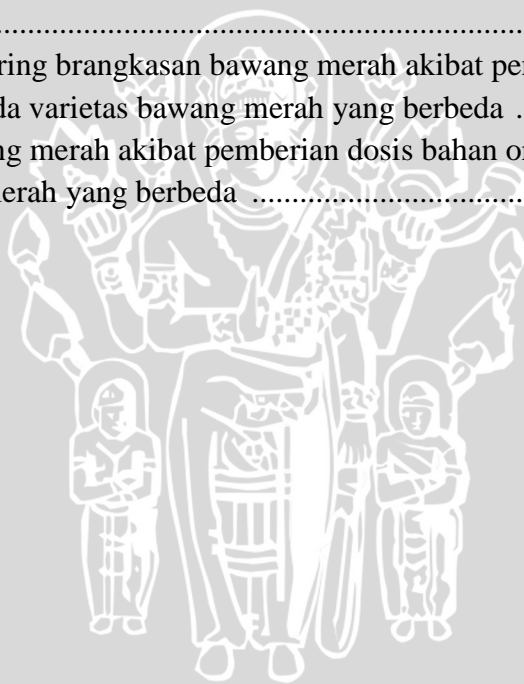 ........................................................................
ring brangkasan bawang merah akibat pe
da varietas bawang merah yang berbeda .
ng merah akibat pemberian dosis bahan o
erah yang berbeda ...................................